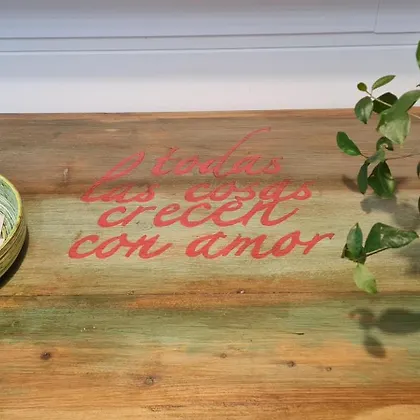 todas
las cosas
crecen
con amor